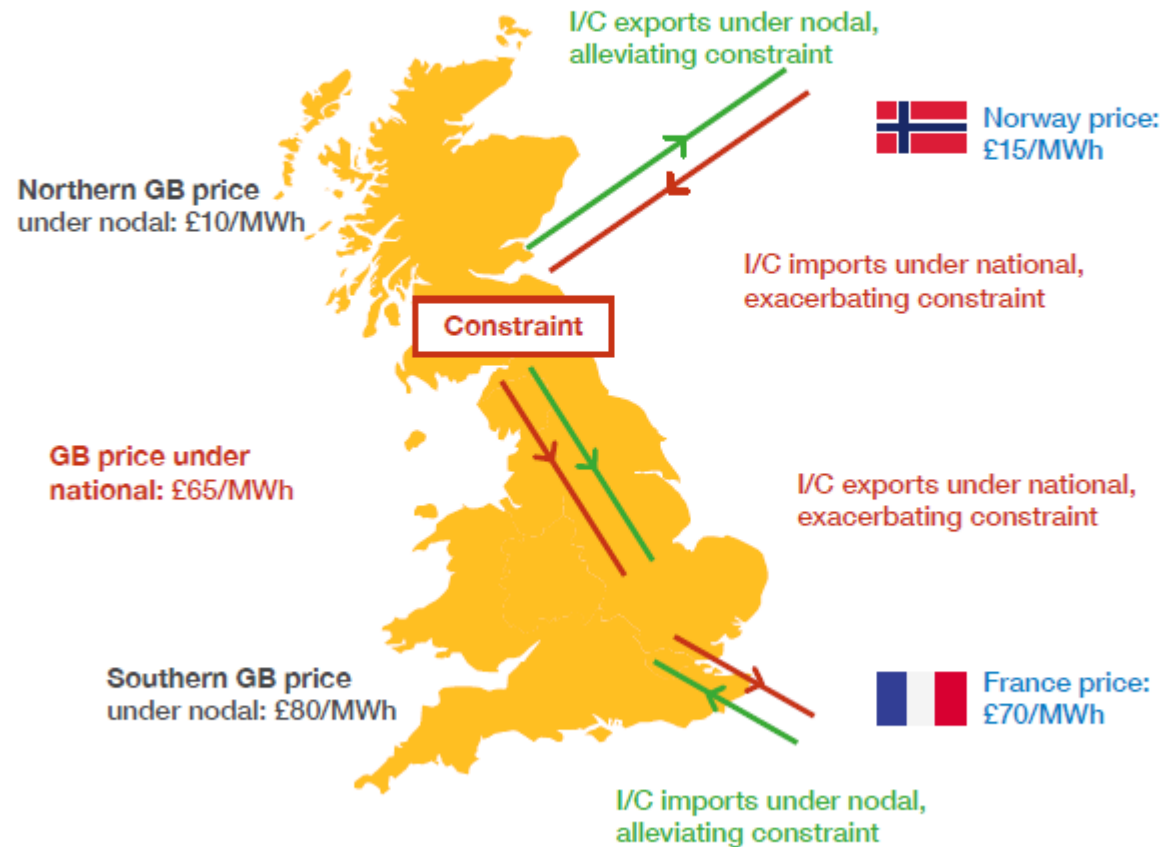 I/C exports under nodal,
alleviating constraint
Norway price:
£15/MWh
Northern GB price
under nodal: £10/MWh
I/C imports under national,
exacerbating constraint
Constraint
GB price under
national: £65/MWh
I/C exports under national,
exacerbating constraint
Southern GB price
under nodal: £80/MWh
France price:
£70/MWh
I/C imports under nodal,
alleviating constraint